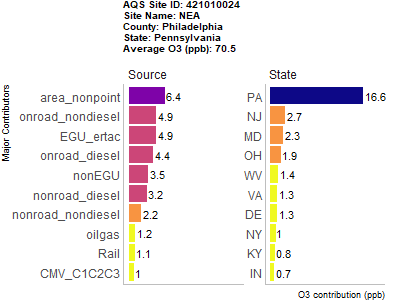 AQS Site ID: 421010024
Site Name: NEA
County: Philadelphia
State: Pennsylvania
Average O3 (ppb): 70.5
Source
State
Major Contributors
area_nonpoint 6.4
onroad_nondiesel 4.9
EGU_ertac 4.9
onroad_diesel 4.4
nonEGU 3.5
nonroad_diesel 3.2
nonroad_nondiesel 2.2
oilgas 1.2
Rail 1.1
CMV_C1C2C3 1
PA 16.6
NJ 2.7
MD 2.3
OH 1.9
WV 1.4
VA 1.3
DE 1.3
NY 1
KY 0.8
IN 0.7
O3 contribution (ppb)